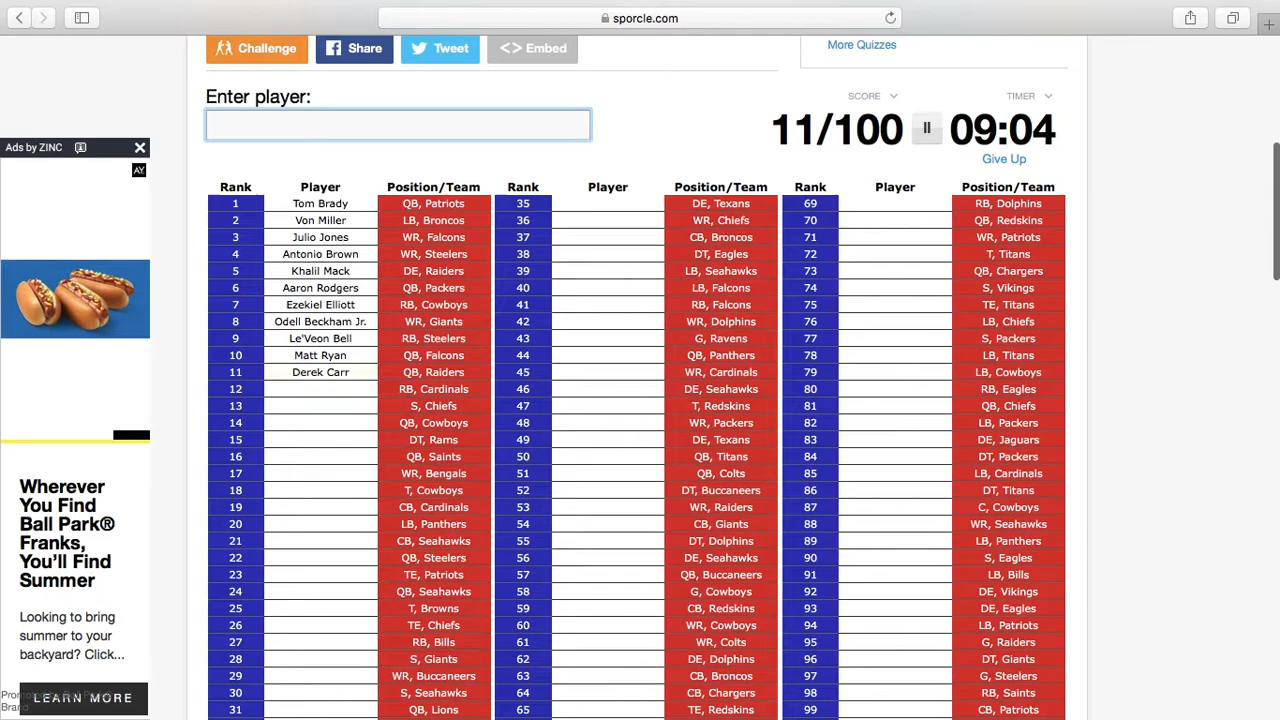 sporcle.com
Challenge Share Tweet <> Embed
More Quizzes
Enter player:
SCORE TIMER
11/100 09:04
Give Up
Ads by ZINC
AY
Wherever
You Find
Ball Park®
Franks,
You'll Find
Summer
Looking to bring
summer to your
backyard? Click...
LEARN MORE
Brand
Rank Player Position/Team Rank Player Position/Team Rank Player Position/Team
1 Tom Brady QB, Patriots 35 DE, Texans 69 RB, Dolphins
2 Von Miller LB, Broncos 36 WR, Chiefs 70 QB, Redskins
3 Julio Jones WR, Falcons 37 CB, Broncos 71 WR, Patriots
4 Antonio Brown WR, Steelers 38 DT, Eagles 72 T, Titans
5 Khalil Mack DE, Raiders 39 LB, Seahawks 73 QB, Chargers
6 Aaron Rodgers QB, Packers 40 LB, Falcons 74 S, Vikings
7 Ezekiel Elliott RB, Cowboys 41 RB, Falcons 75 TE, Titans
8 Odell Beckham Jr. WR, Giants 42 WR, Dolphins 76 LB, Chiefs
9 Le'Veon Bell RB, Steelers 43 G, Ravens 77 S, Packers
10 Matt Ryan QB, Falcons 44 QB, Panthers 78 LB, Titans
11 Derek Carr QB, Raiders 45 WR, Cardinals 79 LB, Cowboys
12 RB, Cardinals 46 DE, Seahawks 80 RB, Eagles
13 S, Chiefs 47 T, Redskins 81 QB, Chiefs
14 QB, Cowboys 48 WR, Packers 82 LB, Packers
15 DT, Rams 49 DE, Texans 83 DE, Jaguars
16 QB, Saints 50 QB, Titans 84 DT, Packers
17 WR, Bengals 51 QB, Colts 85 LB, Cardinals
18 T, Cowboys 52 DT, Buccaneers 86 DT, Titans
19 CB, Cardinals 53 WR, Raiders 87 C, Cowboys
20 LB, Panthers 54 CB, Giants 88 WR, Seahawks
21 CB, Seahawks 55 DT, Dolphins 89 LB, Panthers
22 QB, Steelers 56 DE, Seahawks 90 S, Eagles
23 TE, Patriots 57 QB, Buccaneers 91 LB, Bills
24 QB, Seahawks 58 G, Cowboys 92 DE, Vikings
25 T, Browns 59 CB, Redskins 93 DE, Eagles
26 TE, Chiefs 60 WR, Cowboys 94 LB, Patriots
27 RB, Bills 61 WR, Colts 95 G, Raiders
28 S, Giants 62 DE, Dolphins 96 DT, Giants
29 WR, Buccaneers 63 CB, Broncos 97 G, Steelers
30 S, Seahawks 64 CB, Chargers 98 RB, Saints
31 QB, Lions 65 TE, Redskins 99 CB, Patriots